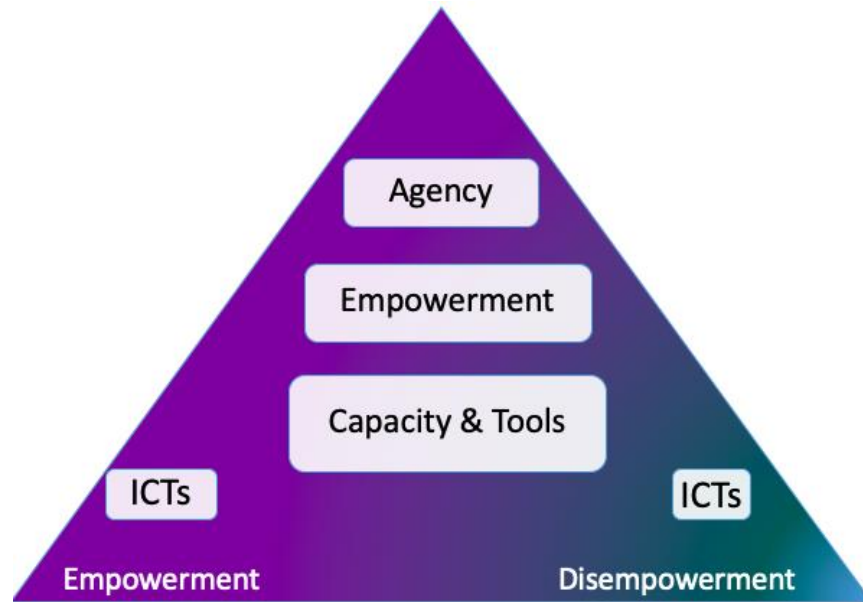 Agency
Empowerment
Capacity & Tools
ICTs
ICTs
Empowerment
Disempowerment